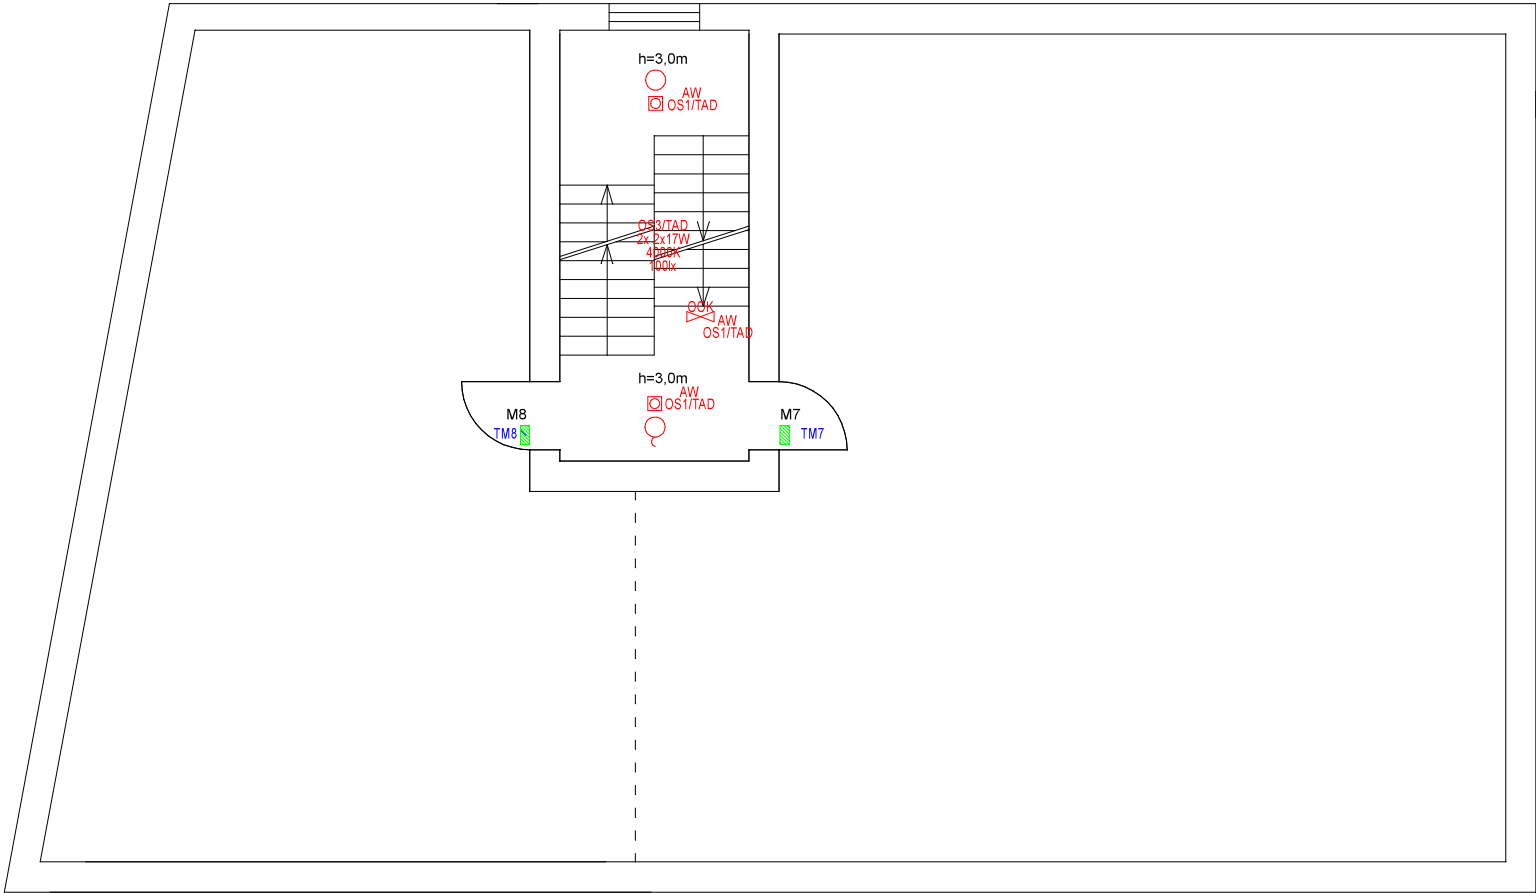 h=3,0m
AW
OS1/TAD
OS3/TAD
2x 2x17W
4000K
100lx
OOK
AW
OS1/TAD
h=3,0m
AW
OS1/TAD
M8
TM8
M7
TM7